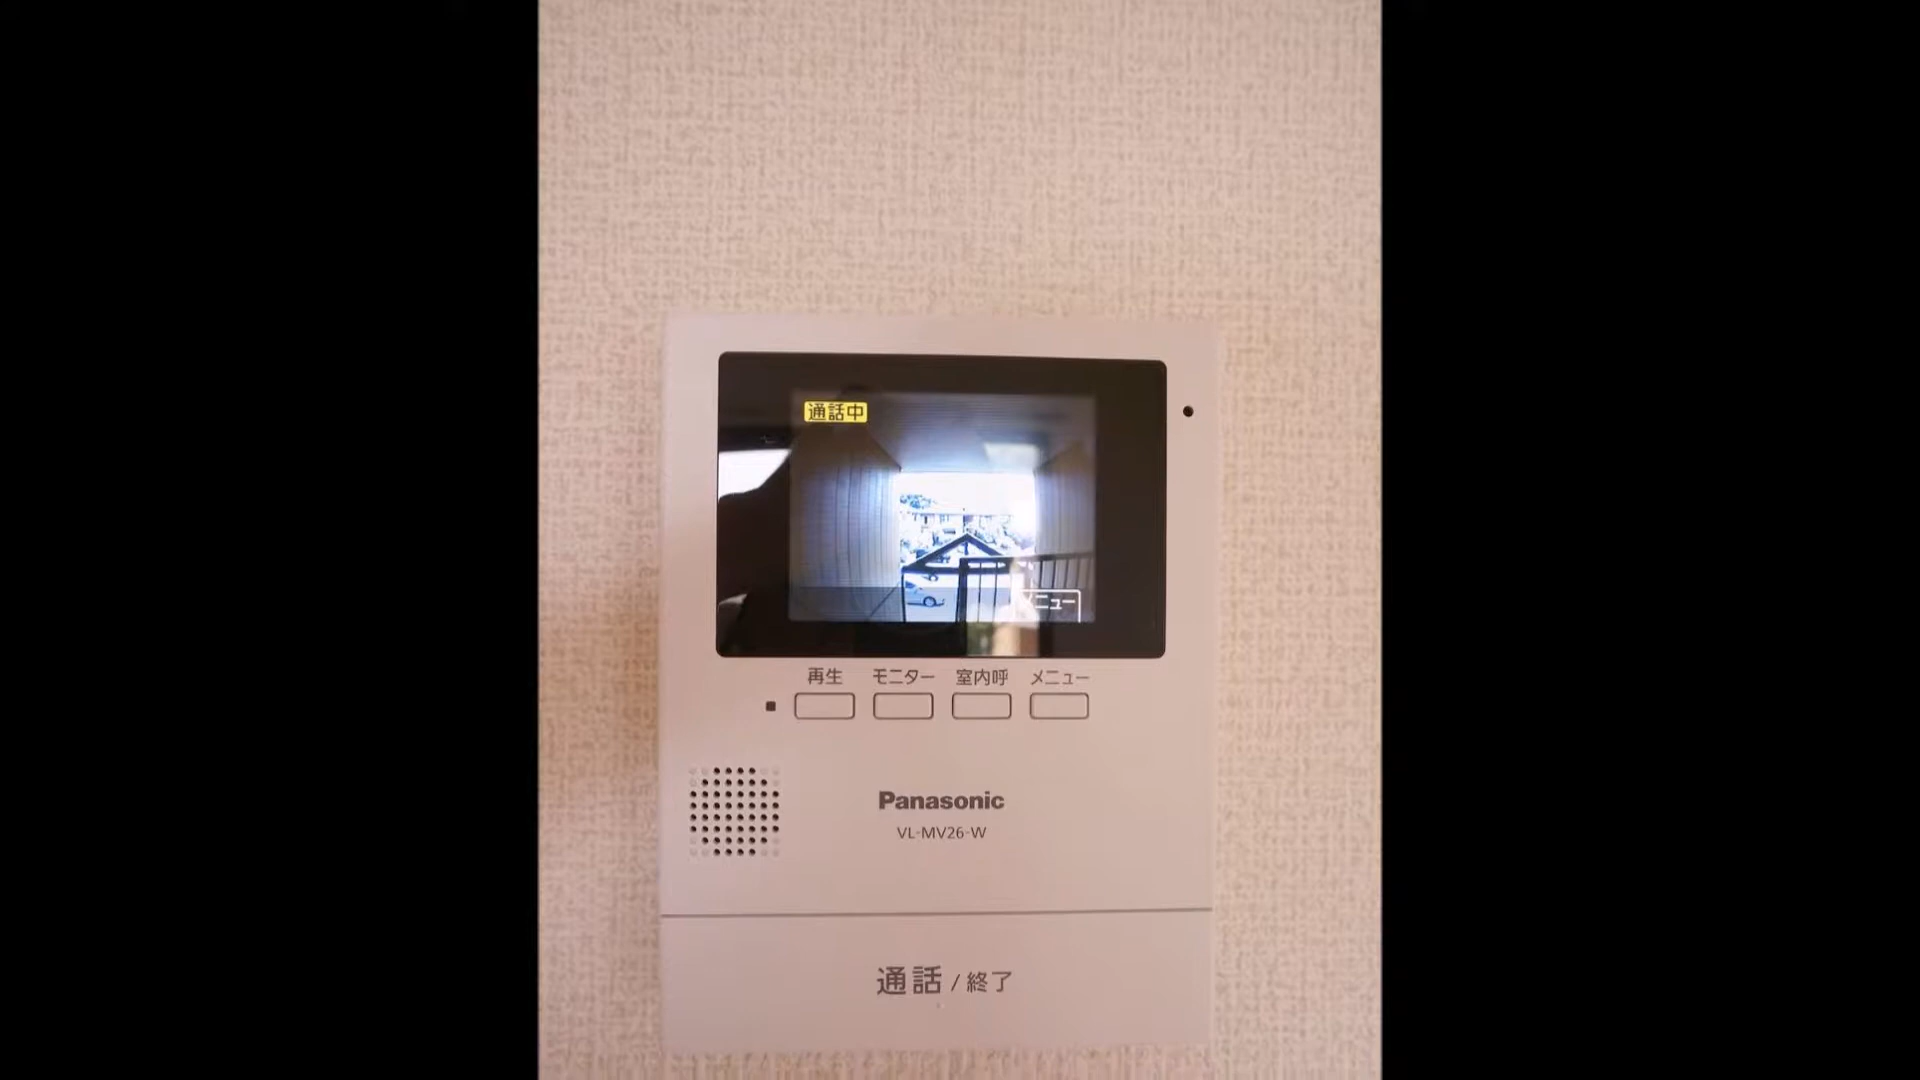 通話中
メニュー
再生 モニター 室内呼 メニュー
Panasonic
VL-MV26-W
通話 / 終了